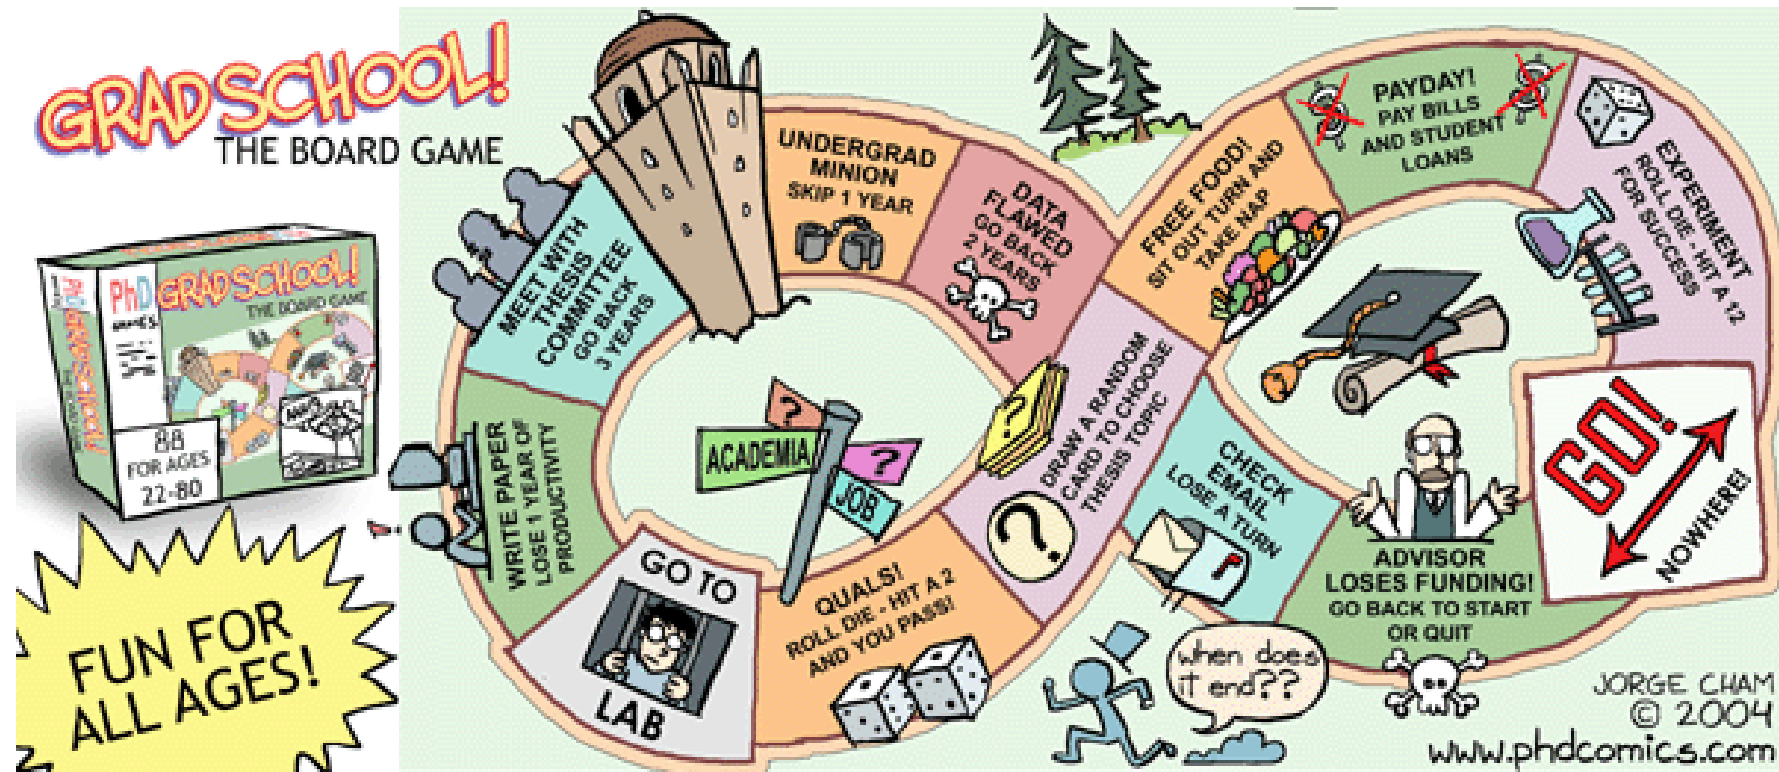 GRAD SCHOOL!
THE BOARD GAME
PhD
GAMES
GRAD SCHOOL!
THE BOARD GAME
88
FOR AGES
22-80
FUN FOR
ALL AGES!
MEET WITH
THESIS
COMMITTEE
GO BACK
3 YEARS
UNDERGRAD
MINION
SKIP 1 YEAR
DATA
FLAWED
GO BACK
2 YEARS
FREE FOOD!
SIT OUT TURN AND
TAKE NAP
PAYDAY!
PAY BILLS
AND STUDENT
LOANS
EXPERIMENT
ROLL DIE - HIT A 12
FOR SUCCESS
GO!
NOWHERE!
ADVISOR
LOSES FUNDING!
GO BACK TO START
OR QUIT
CHECK
EMAIL
LOSE A TURN
?
DRAW A RANDOM
CARD TO CHOOSE
THESIS TOPIC
?
QUALS!
ROLL DIE - HIT A 2
AND YOU PASS!
GO TO
LAB
WRITE PAPER
LOSE 1 YEAR OF
PRODUCTIVITY
?
ACADEMIA
?
JOB
when does
it end??
JORGE CHAM
© 2004
www.phdcomics.com